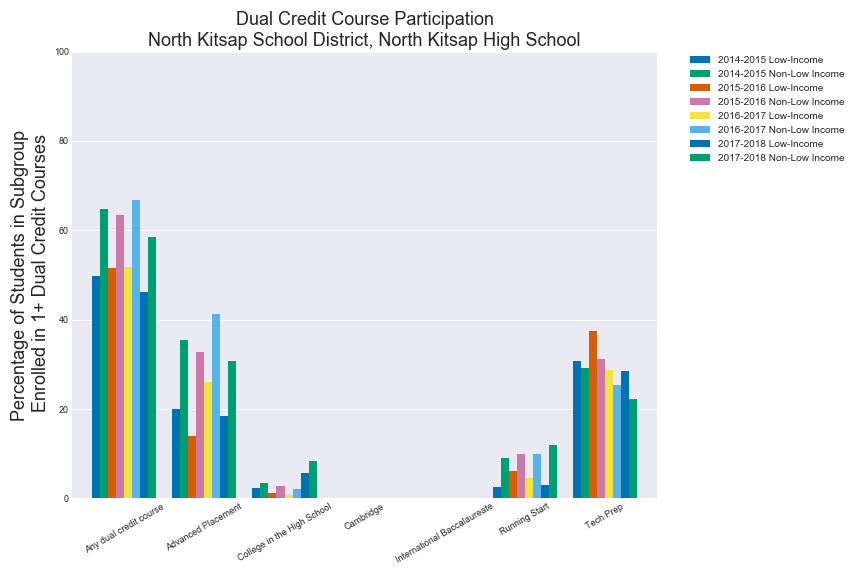 Dual Credit Course Participation
North Kitsap School District, North Kitsap High School
Percentage of Students in Subgroup
Enrolled in 1+ Dual Credit Courses
100
80
60
40
20
0
Any dual credit course
Advanced Placement
College in the High School
Cambridge
International Baccalaureate
Running Start
Tech Prep
2014-2015 Low-Income
2014-2015 Non-Low Income
2015-2016 Low-Income
2015-2016 Non-Low Income
2016-2017 Low-Income
2016-2017 Non-Low Income
2017-2018 Low-Income
2017-2018 Non-Low Income